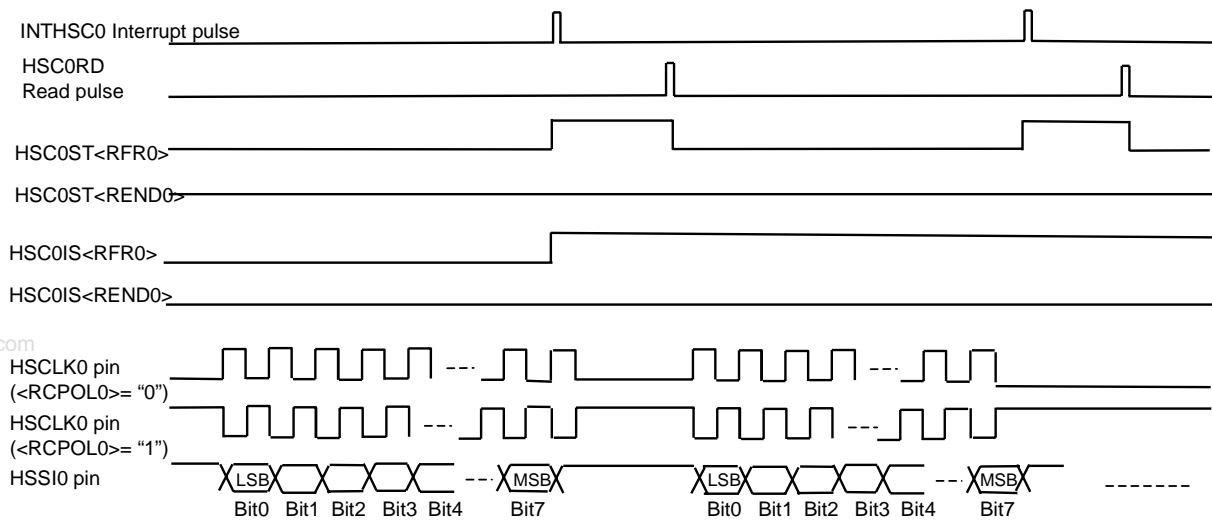 INTHSC0 Interrupt pulse
HSC0RD
Read pulse
HSC0ST<RFR0>
HSC0ST<REND0>
HSC0IS<RFR0>
HSC0IS<REND0>
com
HSCLK0 pin
(<RCPOL0>= “0”)
HSCLK0 pin
(<RCPOL0>= “1”)
HSSI0 pin
LSB MSB LSB MSB
Bit0 Bit1 Bit2 Bit3 Bit4 Bit7 Bit0 Bit1 Bit2 Bit3 Bit4 Bit7